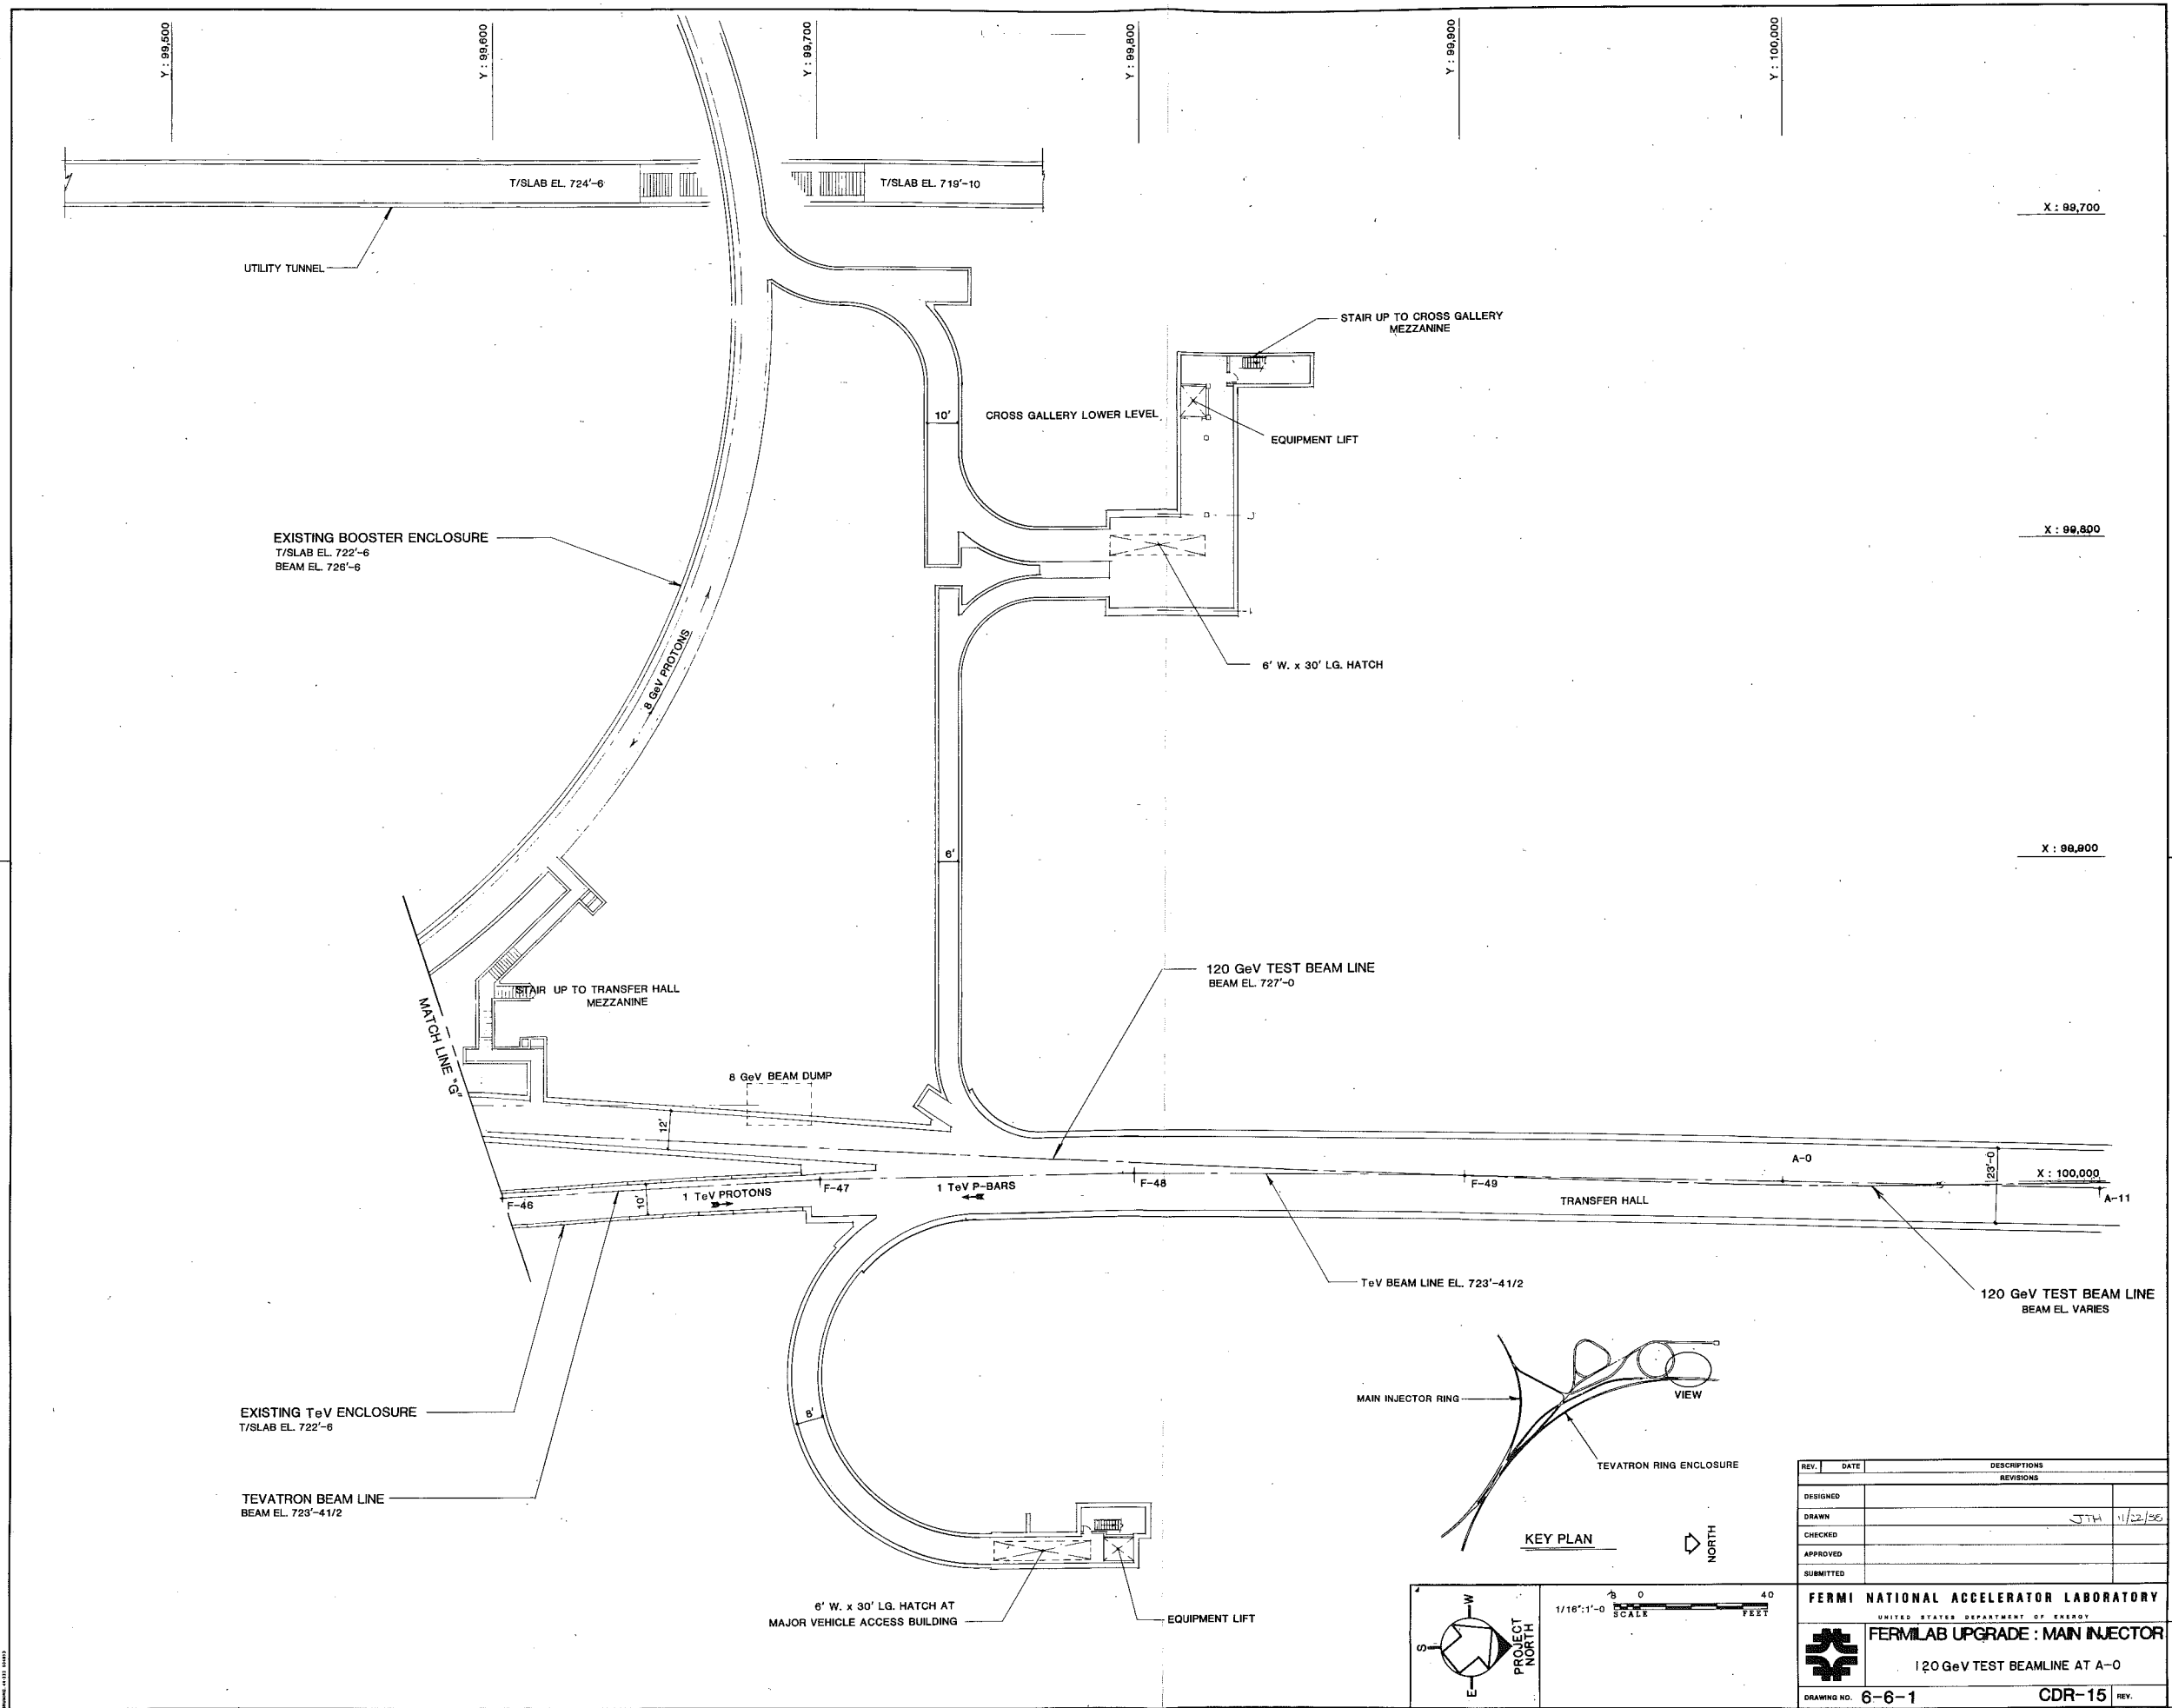 Y : 99,500
Y : 99,600
Y : 99,700
Y : 99,800
Y : 99,900
Y : 100,000
T/SLAB EL. 724'-6
T/SLAB EL. 719'-10
X : 99,700
UTILITY TUNNEL
STAIR UP TO CROSS GALLERY
MEZZANINE
10'
CROSS GALLERY LOWER LEVEL
EQUIPMENT LIFT
EXISTING BOOSTER ENCLOSURE
T/SLAB EL. 722'-6
BEAM EL. 726'-6
X : 99,800
8 GeV PROTONS
6' W. x 30' LG. HATCH
6'
X : 99,900
120 GeV TEST BEAM LINE
BEAM EL. 727'-0
STAIR UP TO TRANSFER HALL
MEZZANINE
MATCH LINE "G"
8 GeV BEAM DUMP
12'
A-0
23'-0
X : 100,000
F-46
10'
1 TeV PROTONS
F-47
1 TeV P-BARS
F-48
F-49
TRANSFER HALL
A-11
TeV BEAM LINE EL. 723'-41/2
120 GeV TEST BEAM LINE
BEAM EL. VARIES
MAIN INJECTOR RING
VIEW
EXISTING TeV ENCLOSURE
T/SLAB EL. 722'-6
8'
TEVATRON RING ENCLOSURE
TEVATRON BEAM LINE
BEAM EL. 723'-41/2
KEY PLAN
NORTH
6' W. x 30' LG. HATCH AT
MAJOR VEHICLE ACCESS BUILDING
EQUIPMENT LIFT
W
S
E
PROJECT
NORTH
1/16":1'-0
8 0 40
SCALE FEET
REV. DATE DESCRIPTIONS
REVISIONS
DESIGNED
DRAWN JTH
CHECKED
APPROVED
SUBMITTED
FERMI NATIONAL ACCELERATOR LABORATORY
UNITED STATES DEPARTMENT OF ENERGY
FERMILAB UPGRADE : MAIN INJECTOR
120 GeV TEST BEAMLINE AT A-0
DRAWING NO. 6-6-1 CDR-15 REV.